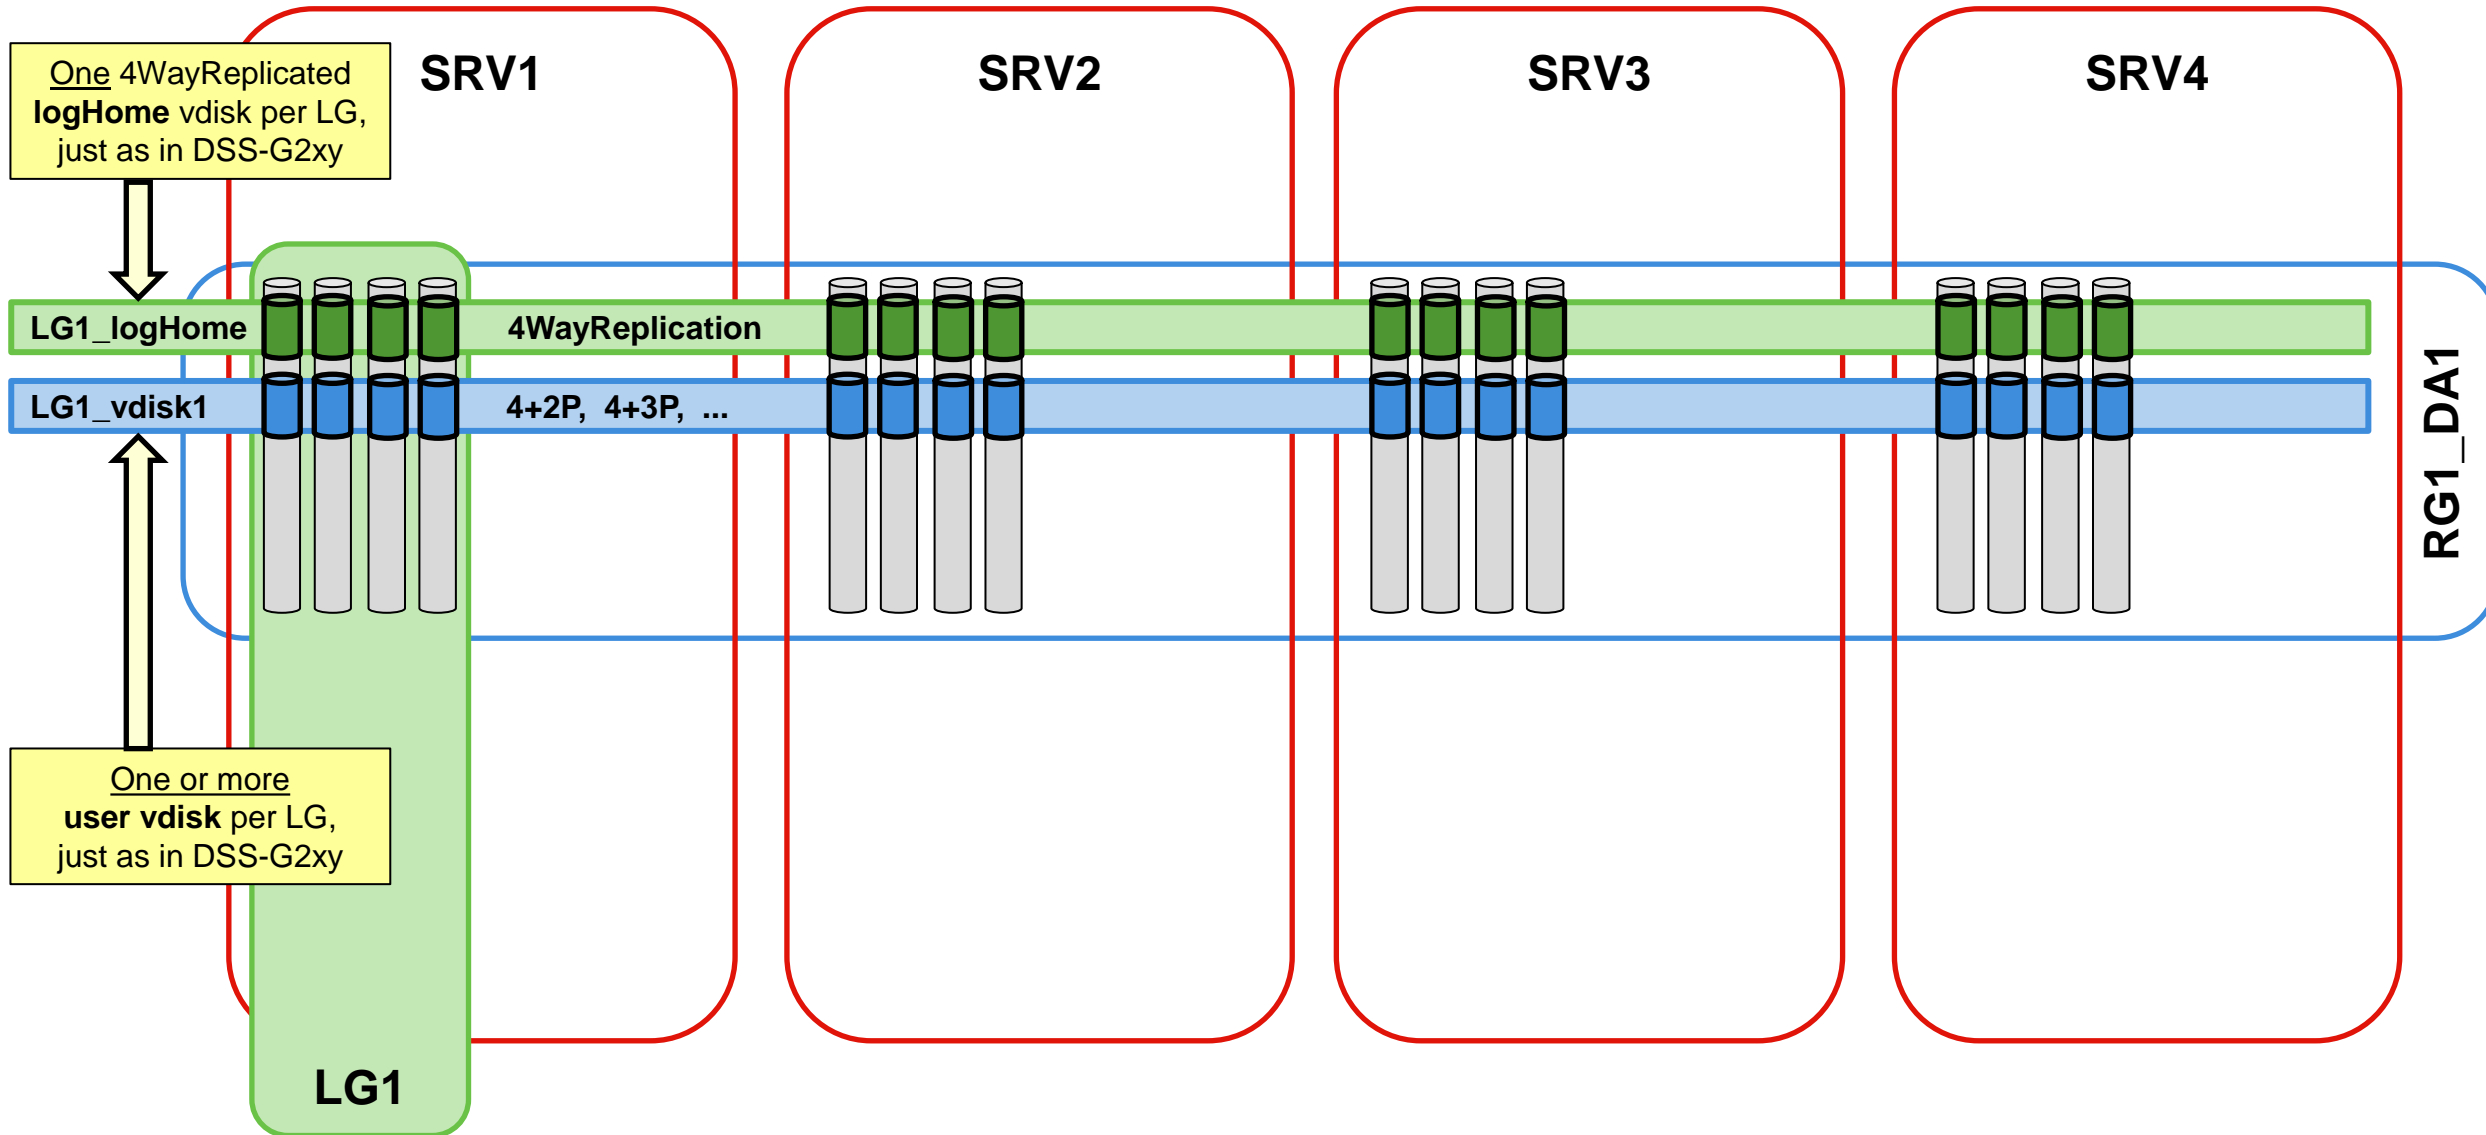 SRV1
SRV2
SRV3
SRV4
One 4WayReplicated
logHome vdisk per LG,
just as in DSS-G2xy
LG1_logHome
4WayReplication
LG1_vdisk1
4+2P, 4+3P, ...
RG1_DA1
One or more
user vdisk per LG,
just as in DSS-G2xy
LG1